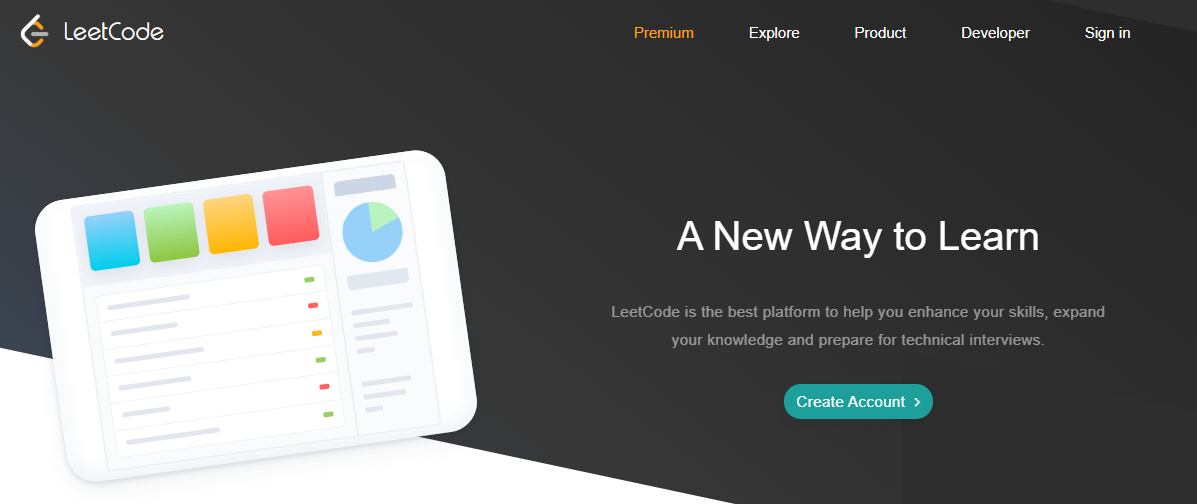 LeetCode
Premium Explore Product Developer Sign in
A New Way to Learn
LeetCode is the best platform to help you enhance your skills, expand
your knowledge and prepare for technical interviews.
Create Account